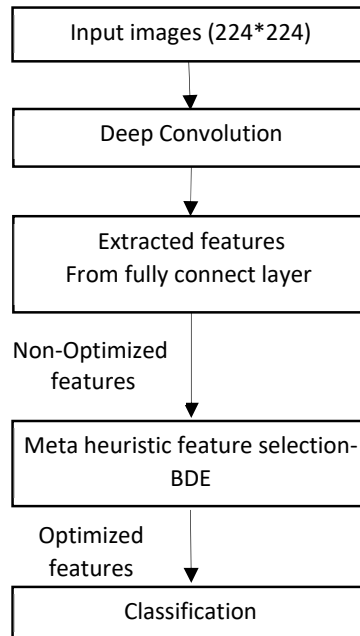 Input images (224*224)
Deep Convolution
Extracted features
From fully connect layer
Non-Optimized
features
Meta heuristic feature selection-
BDE
Optimized
features
Classification